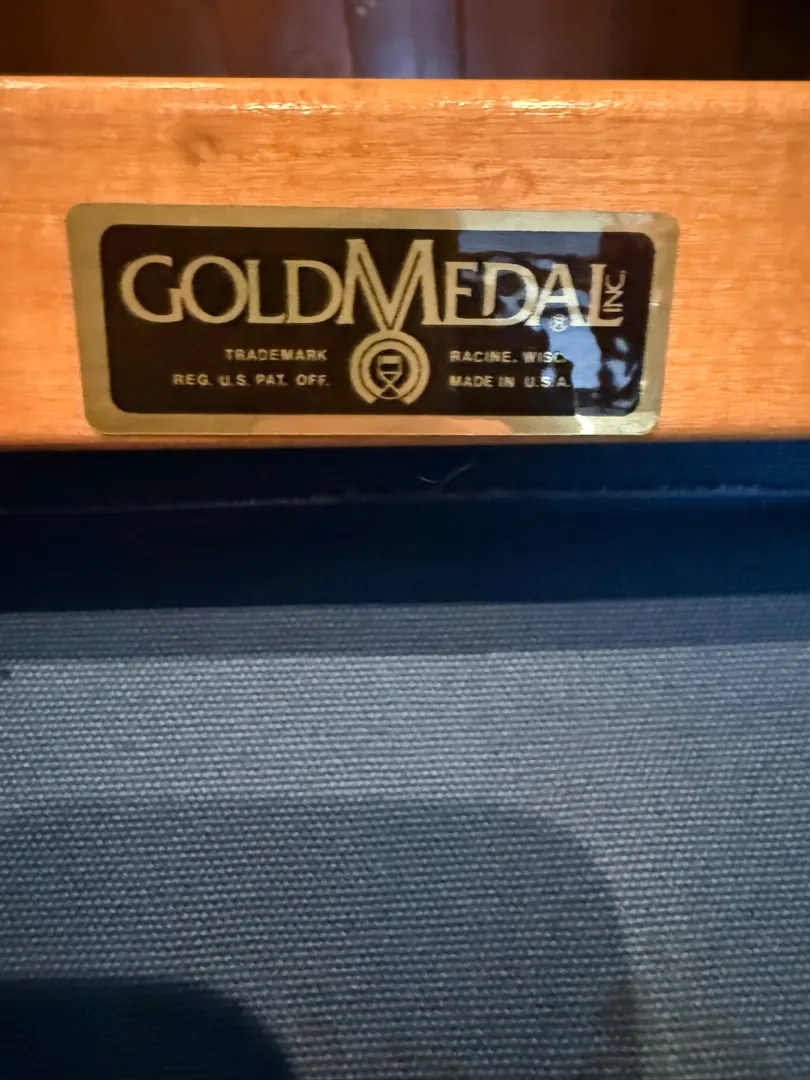 GOLDMEDAL INC.
TRADEMARK
REG. U.S. PAT. OFF.
RACINE, WISC.
MADE IN U.S.A.
®